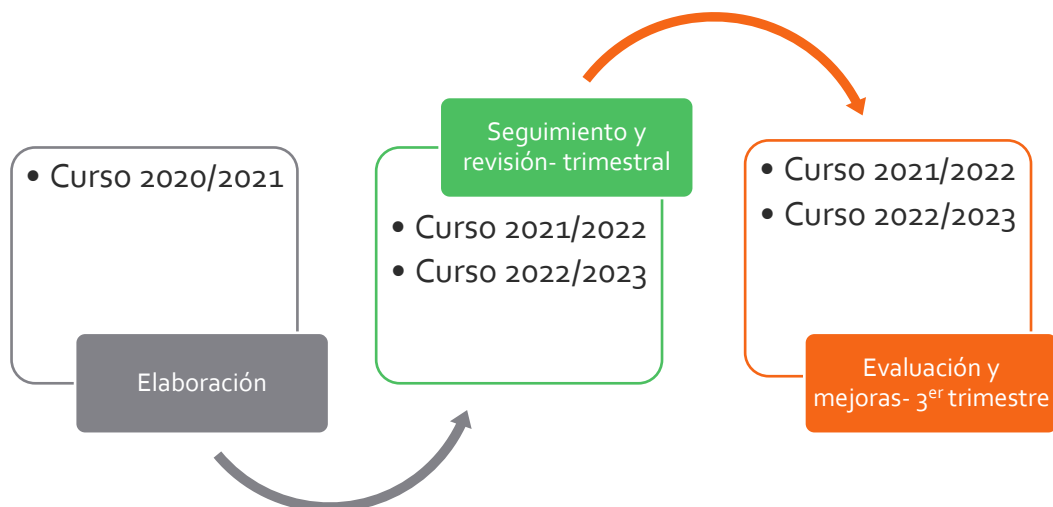 • Curso 2020/2021
Elaboración
Seguimiento y
revisión- trimestral
• Curso 2021/2022
• Curso 2022/2023
• Curso 2021/2022
• Curso 2022/2023
Evaluación y
mejoras- 3er trimestre